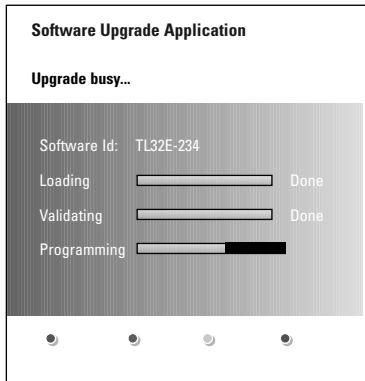 Software Upgrade Application
Upgrade busy...
Software Id: TL32E-234
Loading Done
Validating Done
Programming